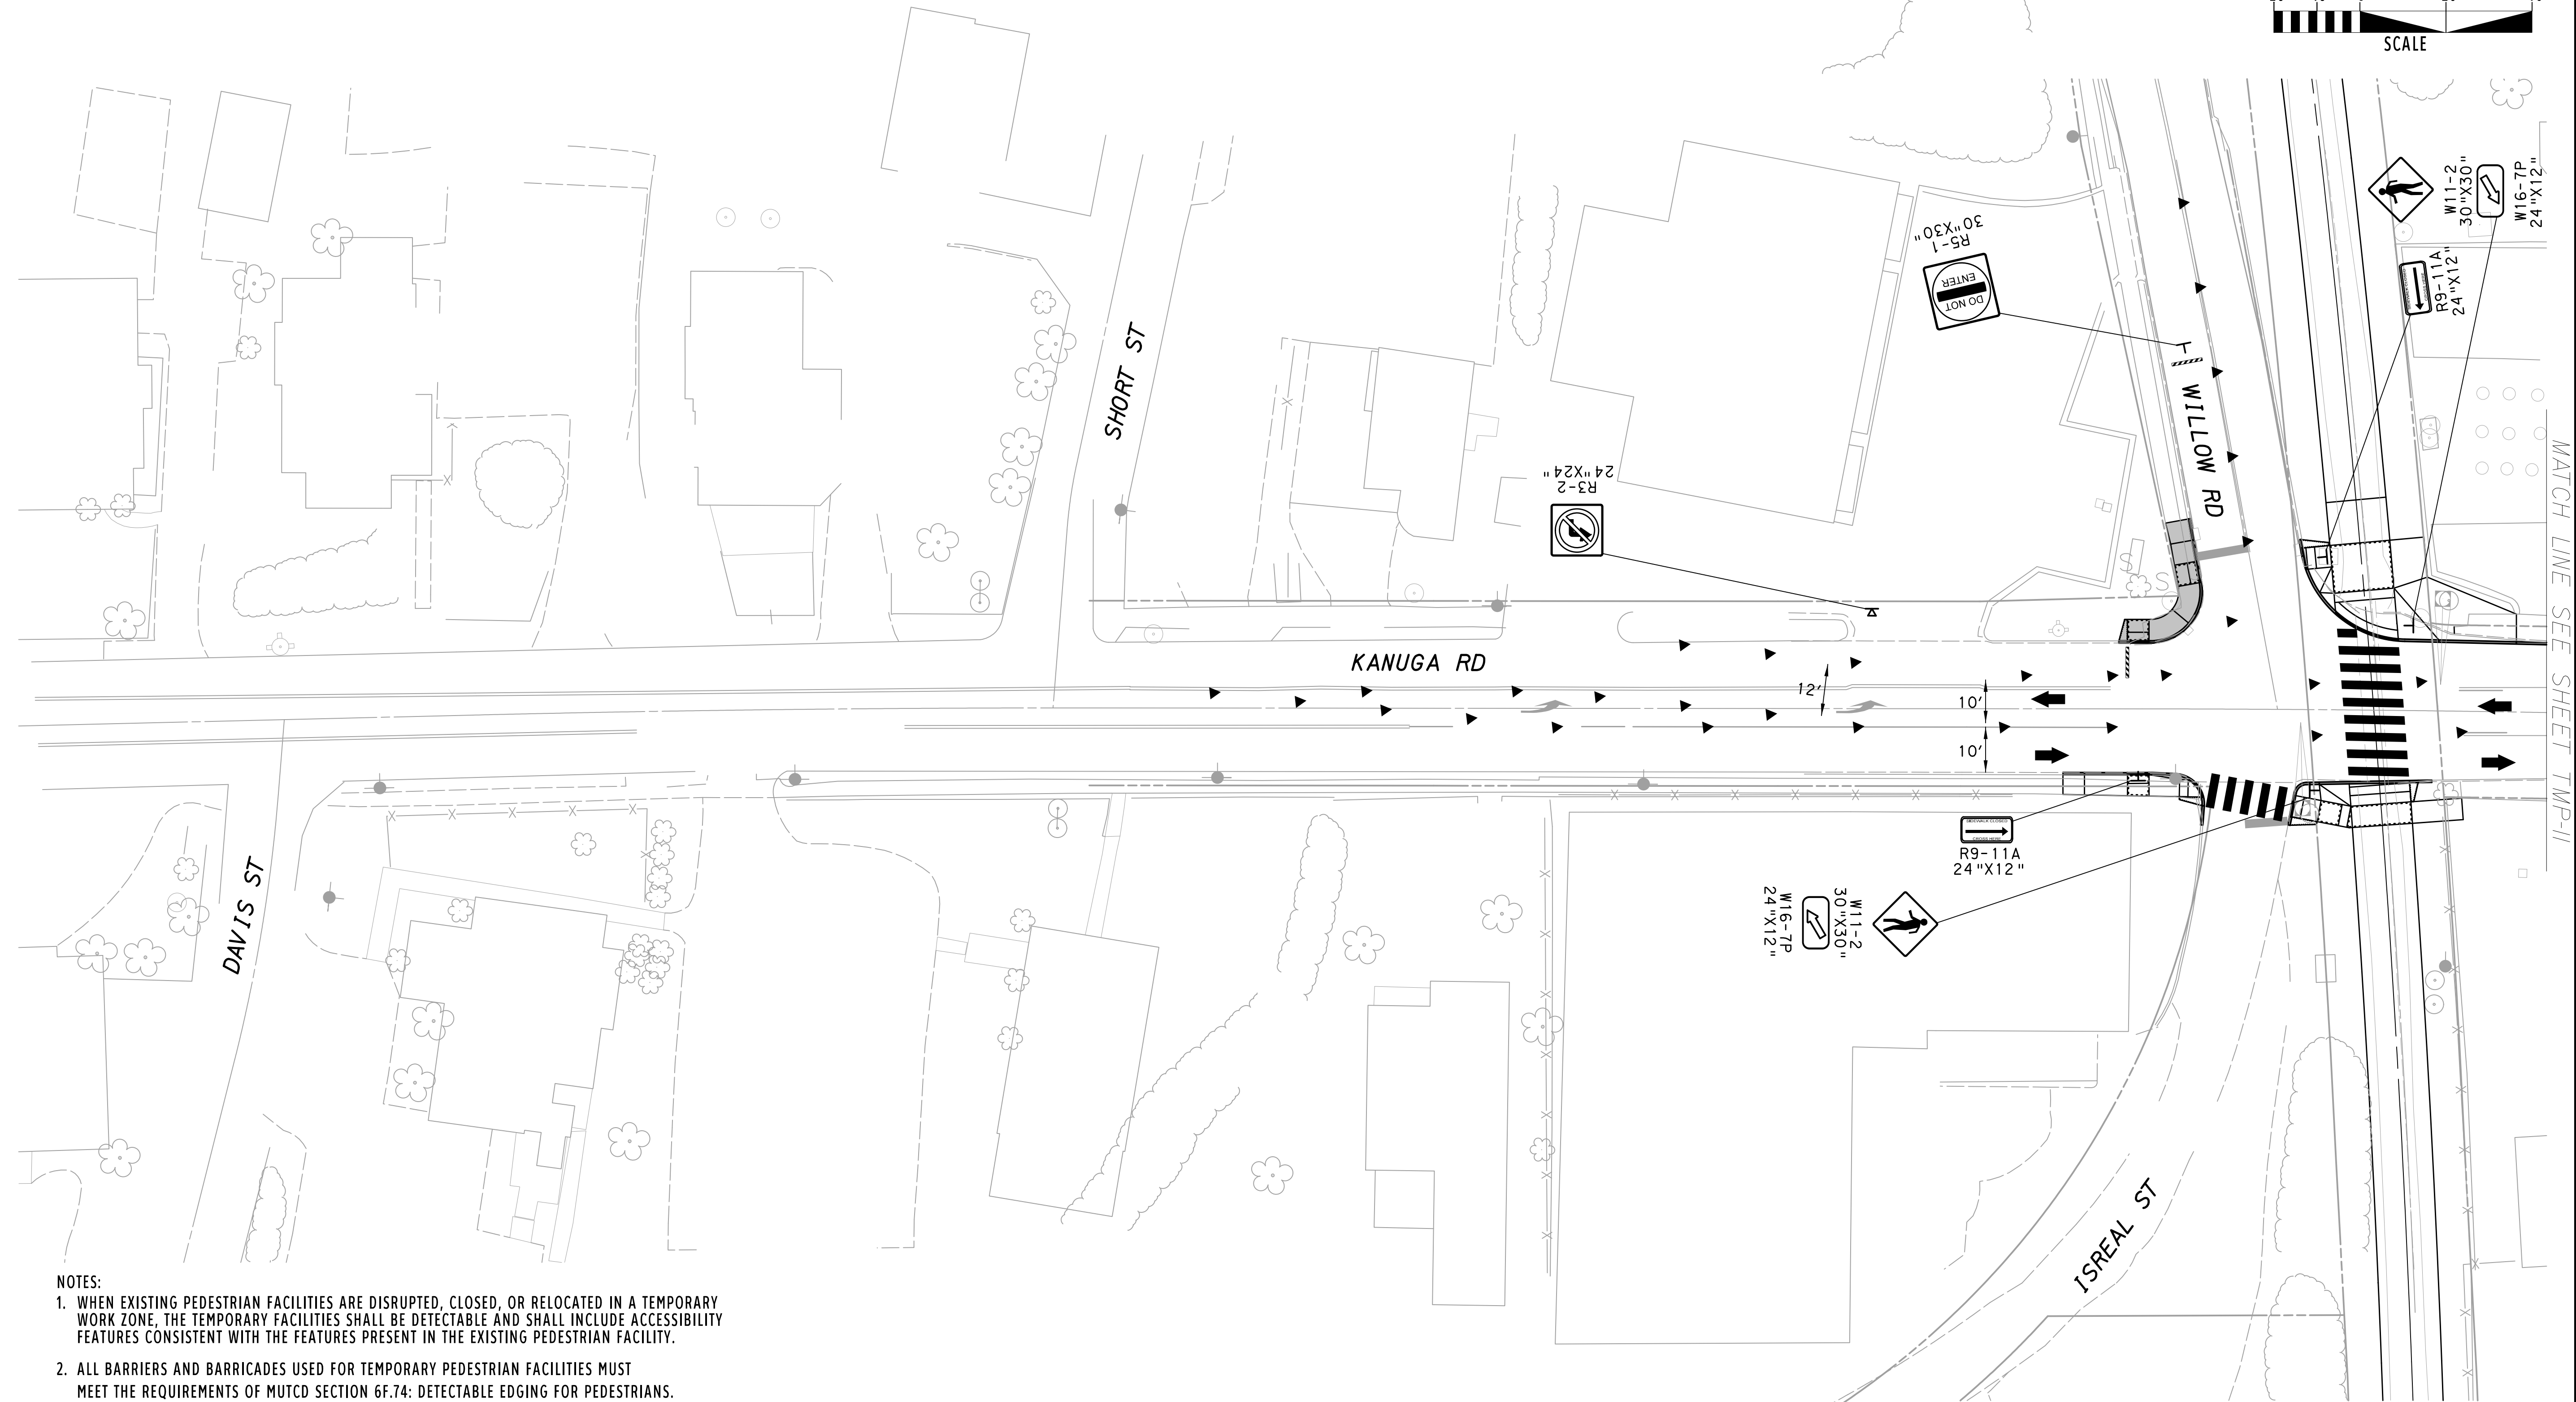 SCALE
W11-2
30"X30"
W16-7P
24"X12"
R9-11A
24"X12"
R5-1
30"X30"
DO NOT
ENTER
SHORT ST
WILLOW RD
R3-2
24"X24"
MATCH LINE SEE SHEET TMP-11
KANUGA RD
12'
10'
10'
S
S
SIDEWALK CLOSED
CROSS HERE
R9-11A
24"X12"
W11-2
30"X30"
W16-7P
24"X12"
DAVIS ST
ISREAL ST
NOTES:
1. WHEN EXISTING PEDESTRIAN FACILITIES ARE DISRUPTED, CLOSED, OR RELOCATED IN A TEMPORARY
WORK ZONE, THE TEMPORARY FACILITIES SHALL BE DETECTABLE AND SHALL INCLUDE ACCESSIBILITY
FEATURES CONSISTENT WITH THE FEATURES PRESENT IN THE EXISTING PEDESTRIAN FACILITY.
2. ALL BARRIERS AND BARRICADES USED FOR TEMPORARY PEDESTRIAN FACILITIES MUST
MEET THE REQUIREMENTS OF MUTCD SECTION 6F.74: DETECTABLE EDGING FOR PEDESTRIANS.